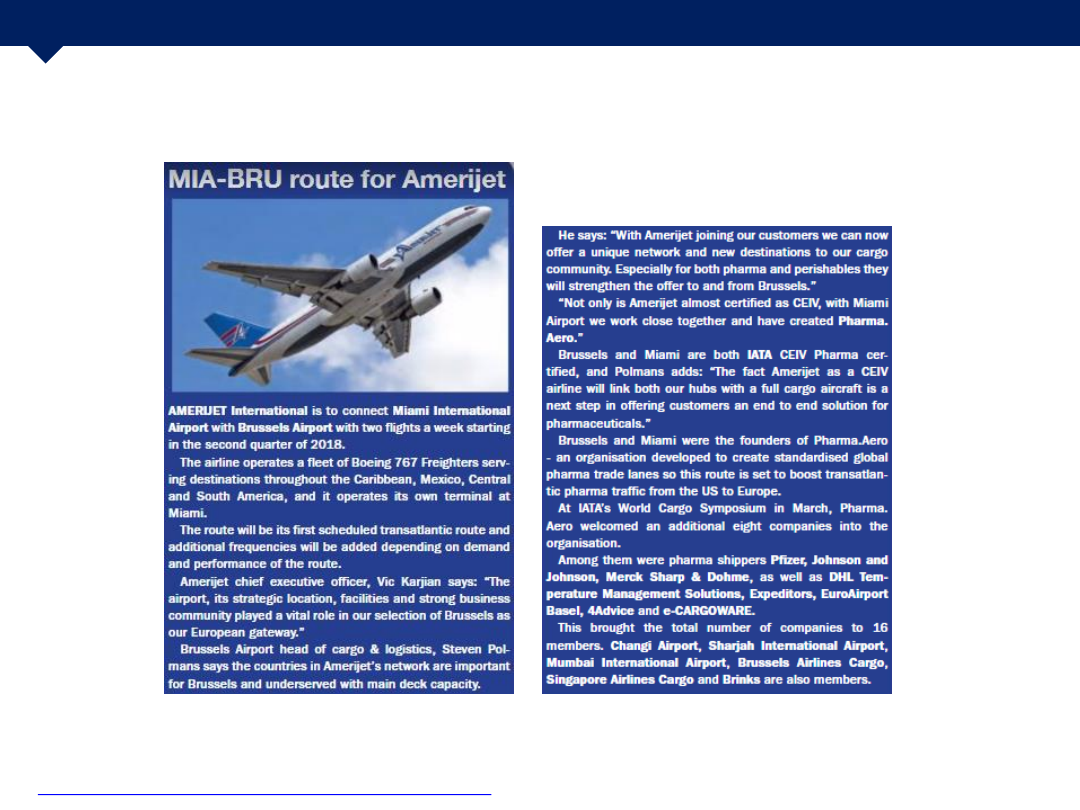 MIA-BRU route for Amerijet
Amerijet
AMERIJET International is to connect Miami International
Airport with Brussels Airport with two flights a week starting
in the second quarter of 2018.
The airline operates a fleet of Boeing 767 Freighters serv-
ing destinations throughout the Caribbean, Mexico, Central
and South America, and it operates its own terminal at
Miami.
The route will be its first scheduled transatlantic route and
additional frequencies will be added depending on demand
and performance of the route.
Amerijet chief executive officer, Vic Karjian says: “The
airport, its strategic location, facilities and strong business
community played a vital role in our selection of Brussels as
our European gateway.”
Brussels Airport head of cargo & logistics, Steven Pol-
mans says the countries in Amerijet’s network are important
for Brussels and underserved with main deck capacity.
He says: “With Amerijet joining our customers we can now
offer a unique network and new destinations to our cargo
community. Especially for both pharma and perishables they
will strengthen the offer to and from Brussels.”
“Not only is Amerijet almost certified as CEIV, with Miami
Airport we work close together and have created Pharma.
Aero.”
Brussels and Miami are both IATA CEIV Pharma cer-
tified, and Polmans adds: “The fact Amerijet as a CEIV
airline will link both our hubs with a full cargo aircraft is a
next step in offering customers an end to end solution for
pharmaceuticals.”
Brussels and Miami were the founders of Pharma.Aero
- an organisation developed to create standardised global
pharma trade lanes so this route is set to boost transatlan-
tic pharma traffic from the US to Europe.
At IATA’s World Cargo Symposium in March, Pharma.
Aero welcomed an additional eight companies into the
organisation.
Among them were pharma shippers Pfizer, Johnson and
Johnson, Merck Sharp & Dohme, as well as DHL Tem-
perature Management Solutions, Expeditors, EuroAirport
Basel, 4Advice and e-CARGOWARE.
This brought the total number of companies to 16
members. Changi Airport, Sharjah International Airport,
Mumbai International Airport, Brussels Airlines Cargo,
Singapore Airlines Cargo and Brinks are also members.